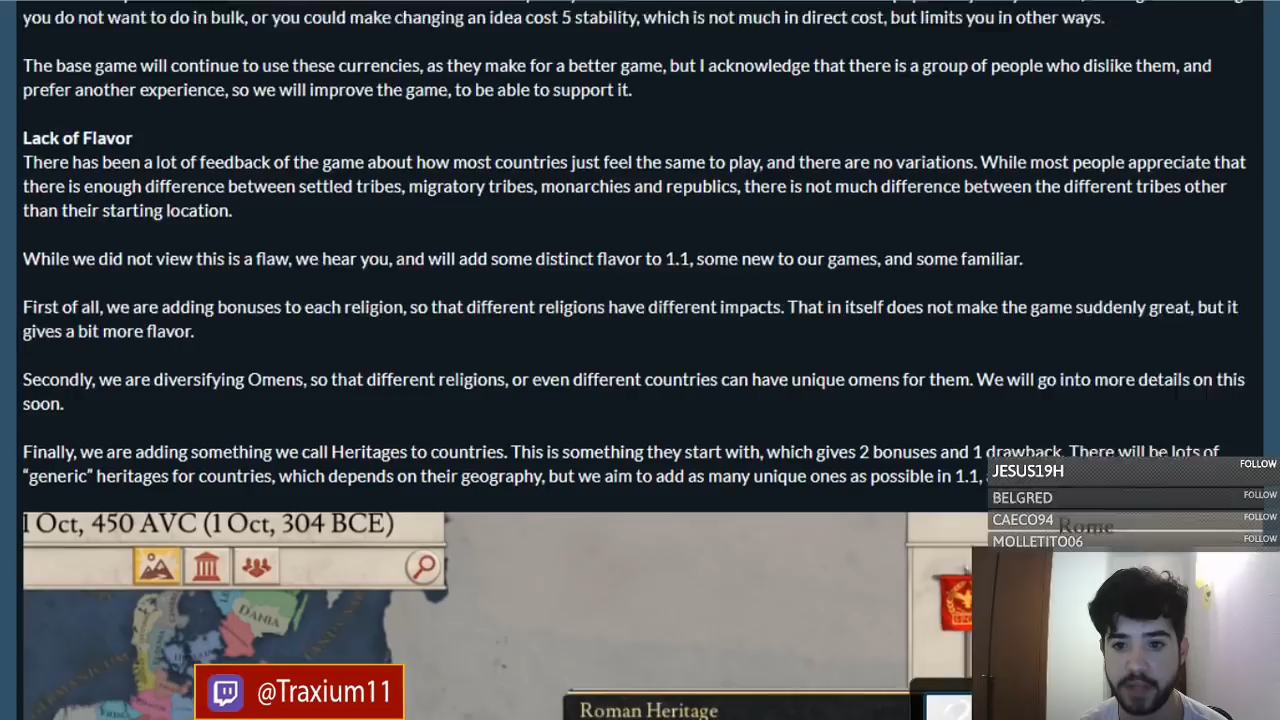 you do not want to do in bulk, or you could make changing an idea cost 5 stability, which is not much in direct cost, but limits you in other ways.
The base game will continue to use these currencies, as they make for a better game, but I acknowledge that there is a group of people who dislike them, and
prefer another experience, so we will improve the game, to be able to support it.
Lack of Flavor
There has been a lot of feedback of the game about how most countries just feel the same to play, and there are no variations. While most people appreciate that
there is enough difference between settled tribes, migratory tribes, monarchies and republics, there is not much difference between the different tribes other
than their starting location.
While we did not view this is a flaw, we hear you, and will add some distinct flavor to 1.1, some new to our games, and some familiar.
First of all, we are adding bonuses to each religion, so that different religions have different impacts. That in itself does not make the game suddenly great, but it
gives a bit more flavor.
Secondly, we are diversifying Omens, so that different religions, or even different countries can have unique omens for them. We will go into more details on this
soon.
Finally, we are adding something we call Heritages to countries. This is something they start with, which gives 2 bonuses and 1 drawback. There will be lots of
“generic” heritages for countries, which depends on their geography, but we aim to add as many unique ones as possible in 1.1,
JESUS19H FOLLOW
BELGRED FOLLOW
CAECO94 FOLLOW
Rome
MOLLETITO06 FOLLOW
1 Oct, 450 AVC (1 Oct, 304 BCE)
DANIA
@Traxium11
Roman Heritage